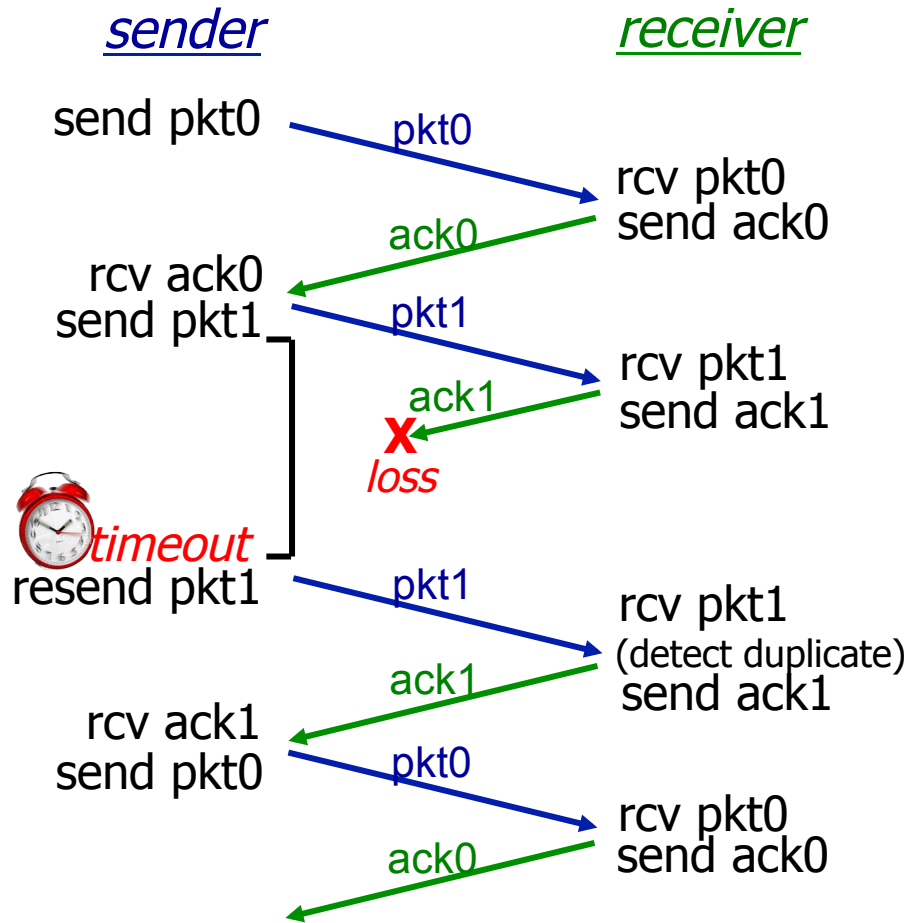 sender
receiver
send pkt0
pkt0
rcv pkt0
send ack0
ack0
rcv ack0
send pkt1
pkt1
rcv pkt1
send ack1
ack1
X
loss
timeout
resend pkt1
pkt1
rcv pkt1
(detect duplicate)
send ack1
ack1
rcv ack1
send pkt0
pkt0
rcv pkt0
send ack0
ack0